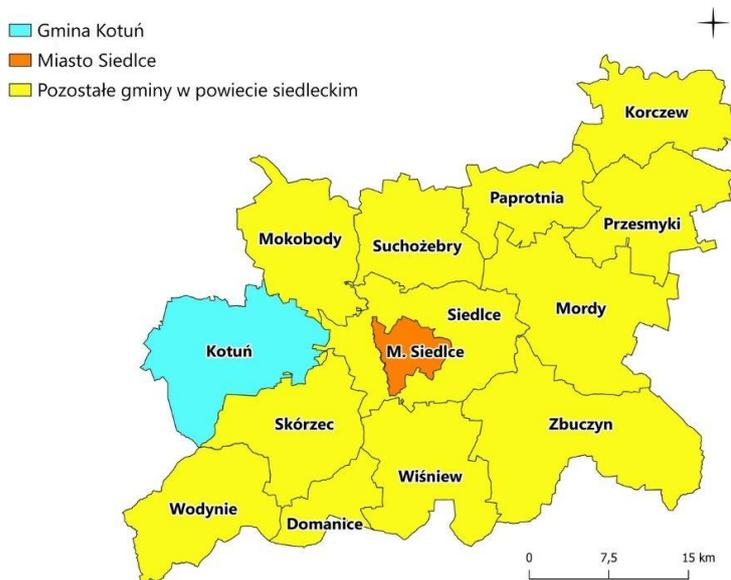 Gmina Kotuń
Miasto Siedlce
Pozostałe gminy w powiecie siedleckim
Korczew
Paprotnia
Przesmyki
Mokobody
Suchożebry
Siedlce
Mordy
Kotuń
M. Siedlce
Skórzec
Zbuczyn
Wiśniew
Wodynie
Domanice
0 7,5 15 km